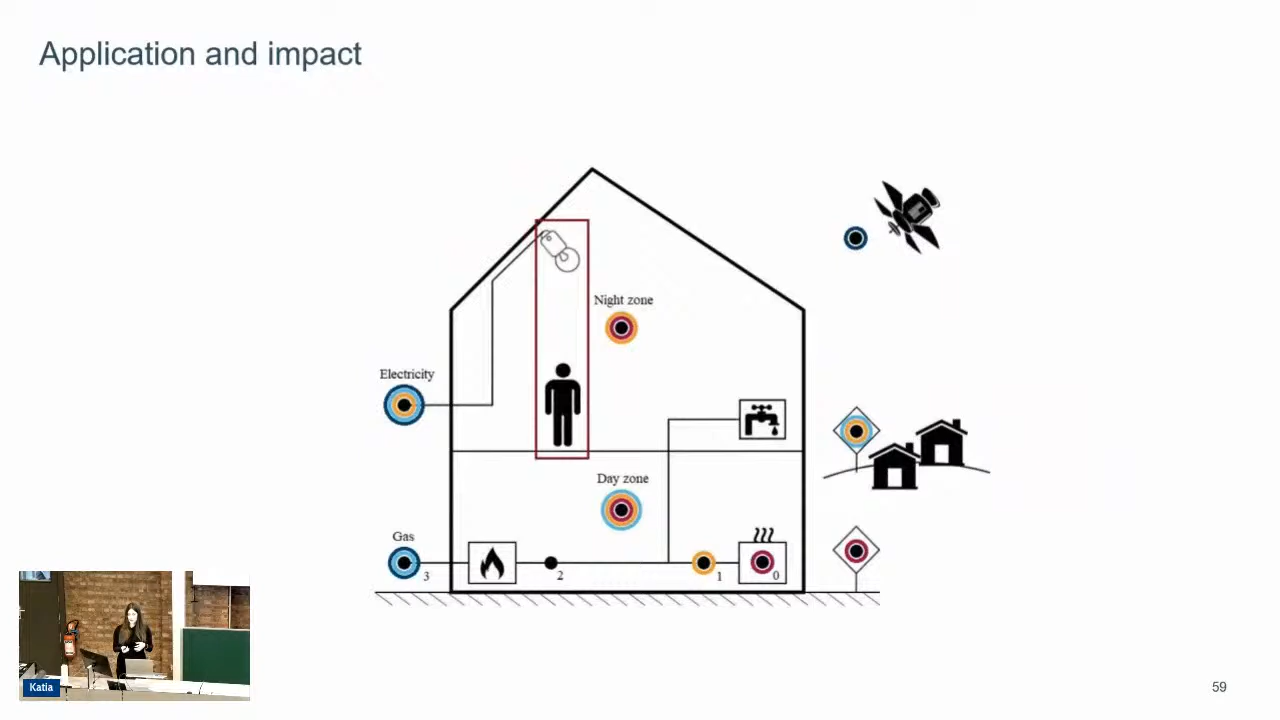 Application and impact
Night zone
Electricity
Day zone
Gas
3
2
1
0
Katia
59